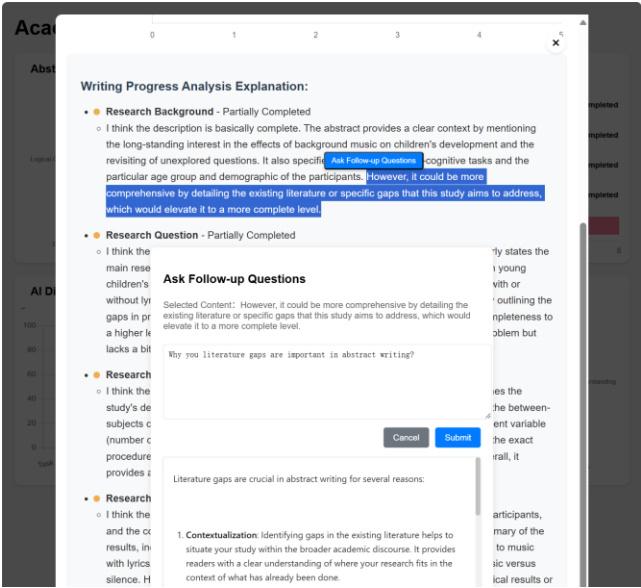 Aca
0 1 2 3 4 5
×
Abst
Writing Progress Analysis Explanation:
Research Background - Partially Completed
I think the description is basically complete. The abstract provides a clear context by mentioning
the long-standing interest in the effects of background music on children's development and the
revisiting of unexplored questions. It also specifie
Ask Follow-up Questions
-cognitive tasks and the
particular age group and demographic of the participants. However, it could be more
comprehensive by detailing the existing literature or specific gaps that this study aims to address,
which would elevate it to a more complete level.
Research Question - Partially Completed
I think the
rly states the
main rese
young
children's
with or
without lyr
outlining the
gaps in pr
mpleteness to
a higher le
oblem but
lacks a bit
Ask Follow-up Questions
Selected Content: However, it could be more comprehensive by detailing the
existing literature or specific gaps that this study aims to address, which would
elevate it to a more complete level.
Why you literature gaps are important in abstract writing?
Cancel Submit
Literature gaps are crucial in abstract writing for several reasons:
1. Contextualization: Identifying gaps in the existing literature helps to
situate your study within the broader academic discourse. It provides
readers with a clear understanding of where your research fits in the
context of what has already been done.
Research
I think the
es the
study's de
he between-
subjects c
ent variable
(number c
the exact
procedure
rall, it
provides a
Research
I think the
articipants,
and the co
mary of the
results, in
to music
with lyrics
sic versus
silence. H
ical results or
AI Di
100
80
60
40
20
0
Task
mpleted
mpleted
mpleted
5